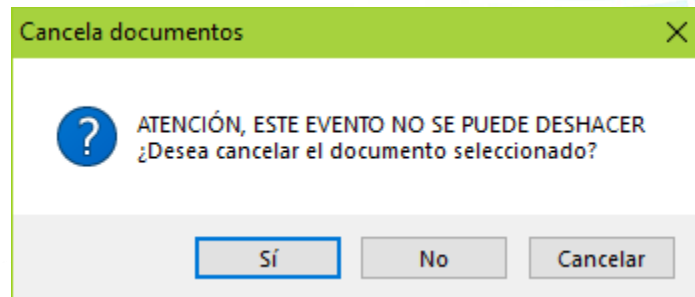 Cancela documentos
ATENCIÓN, ESTE EVENTO NO SE PUEDE DESHACER
¿Desea cancelar el documento seleccionado?
Sí No Cancelar